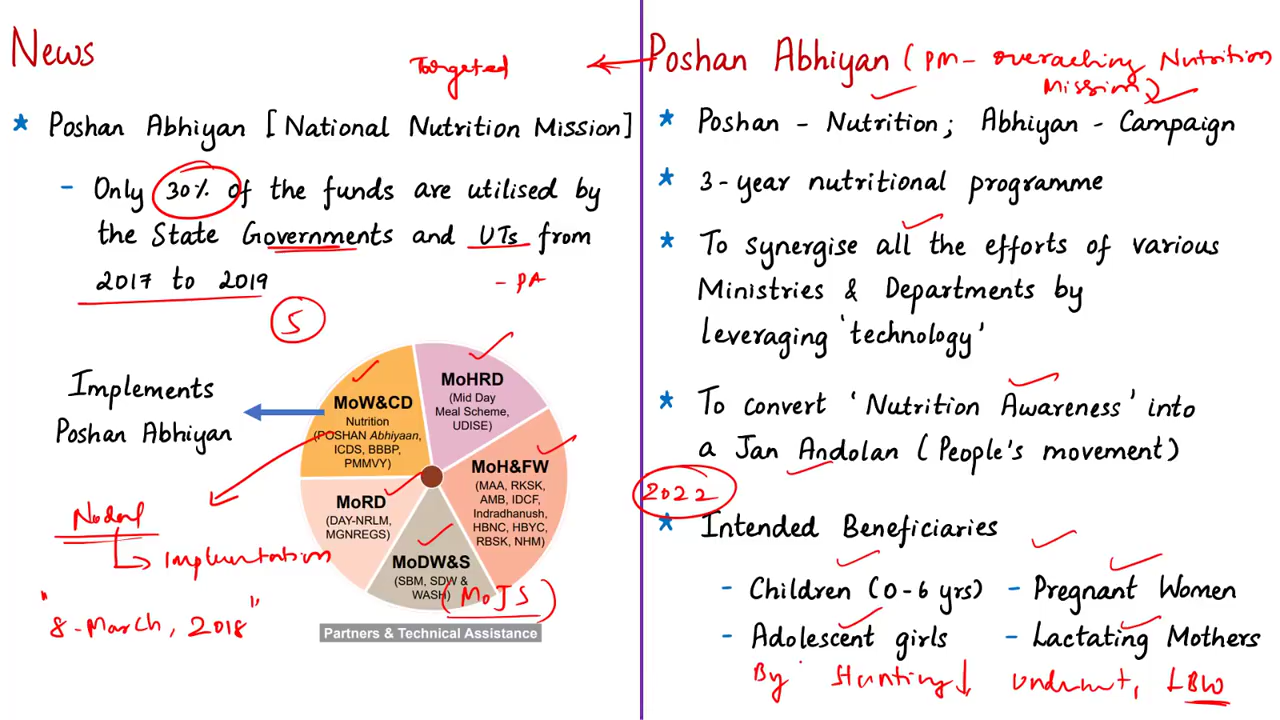 News
Targeted
* Poshan Abhiyan [National Nutrition Mission]
- Only 30% of the funds are utilised by
the State Governments and UTs from
2017 to 2019
- PA
5
Implements
Poshan Abhiyan
MoHRD
(Mid Day
Meal Scheme,
UDISE)
MoW&CD
Nutrition
(POSHAN Abhiyaan,
ICDS, BBBP,
PMMVY)
MoH&FW
(MAA, RKSK,
AMB, IDCF,
Indradhanush,
HBNC, HBYC,
RBSK, NHM)
MoRD
(DAY-NRLM,
MGNREGS)
MoDW&S
(SBM, SDW &
WASH)
(MoJS)
Partners & Technical Assistance
Nodal
Implmntation
"8-March, 2018"
Poshan Abhiyan (PM- overaching Nutrition
Mission)
* Poshan - Nutrition; Abhiyan - Campaign
* 3-year nutritional programme
* To synergise all the efforts of various
Ministries & Departments by
leveraging 'technology'
* To convert 'Nutrition Awareness' into
a Jan Andolan (People's movement)
2022
* Intended Beneficiaries
- Children (0-6 yrs) - Pregnant Women
- Adolescent girls - Lactating Mothers
By stunting↓ undernut, LBW